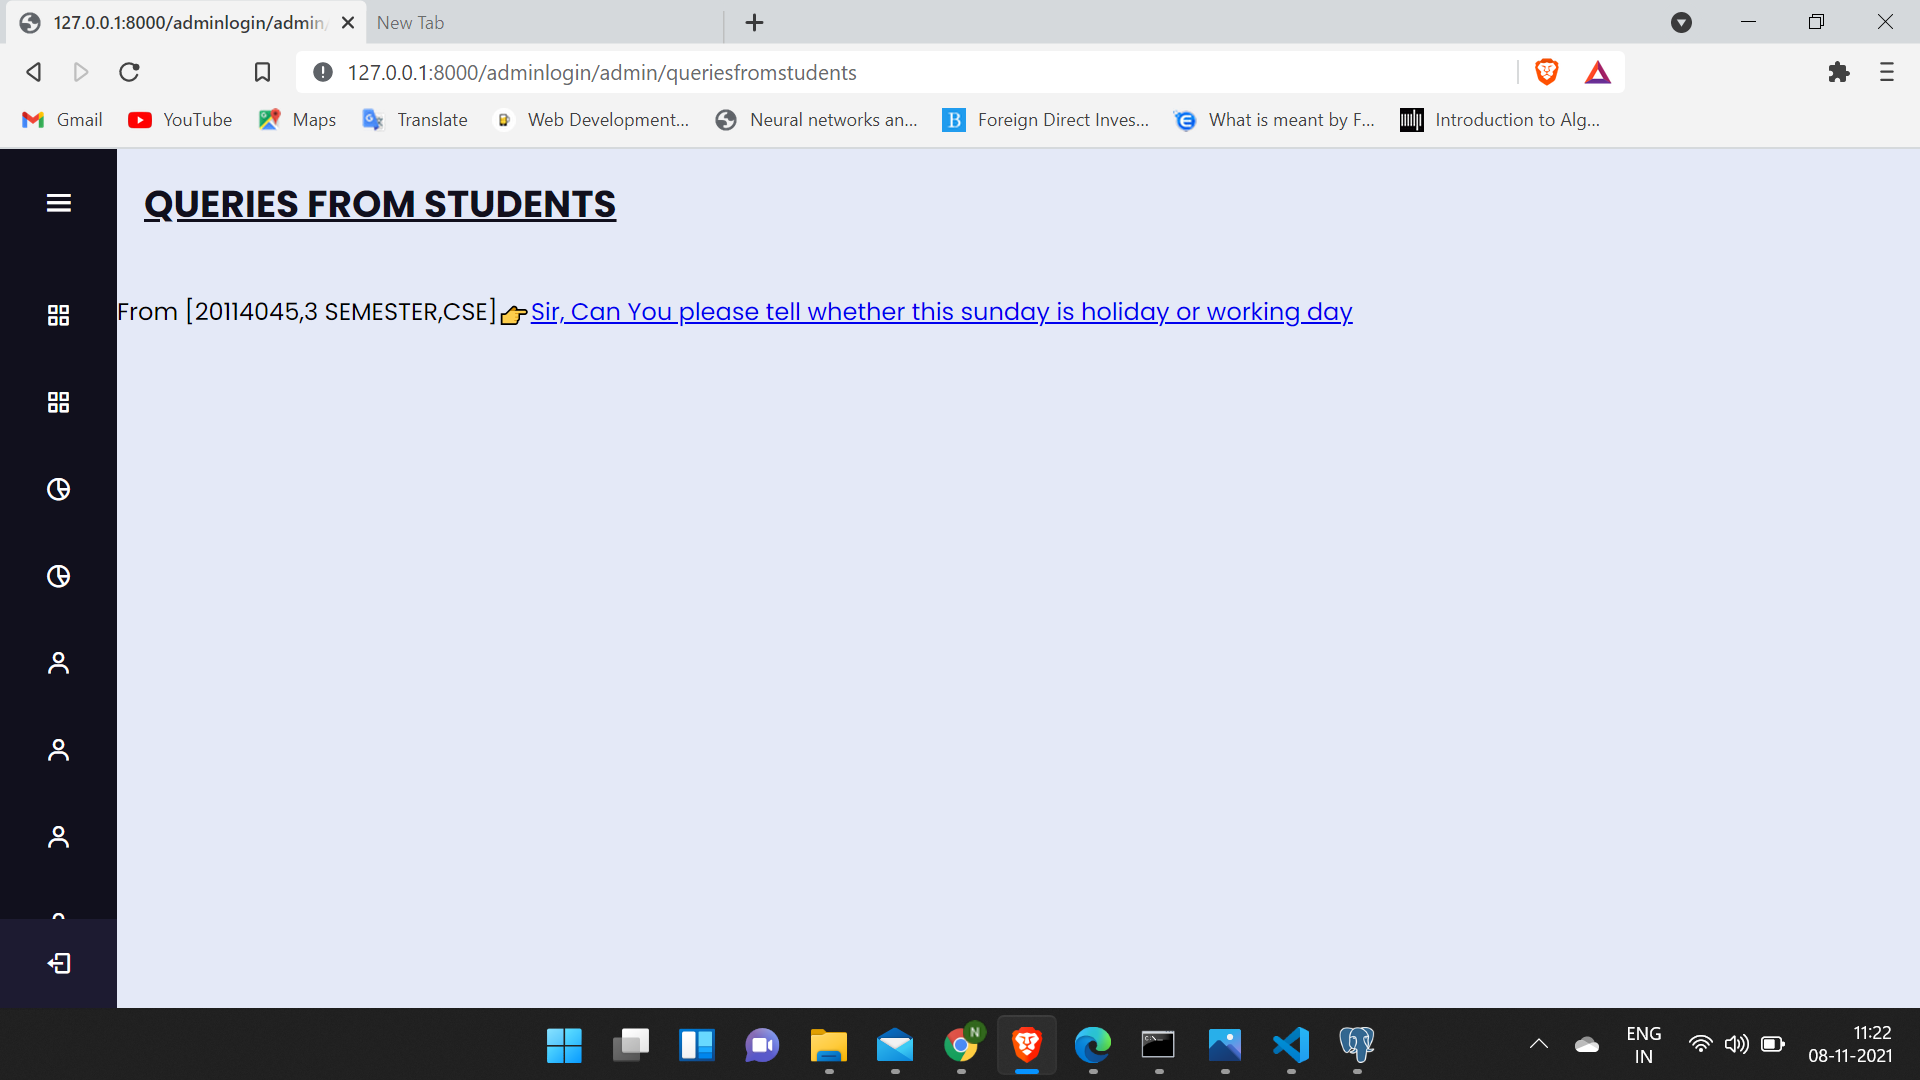 127.0.0.1:8000/adminlogin/admin/
New Tab
127.0.0.1:8000/adminlogin/admin/queriesfromstudents
Gmail YouTube Maps Translate Web Development... Neural networks an... Foreign Direct Inves... What is meant by F... Introduction to Alg...
QUERIES FROM STUDENTS
From [20114045,3 SEMESTER,CSE]👉Sir, Can You please tell whether this sunday is holiday or working day
N
ENG
IN
11:22
08-11-2021